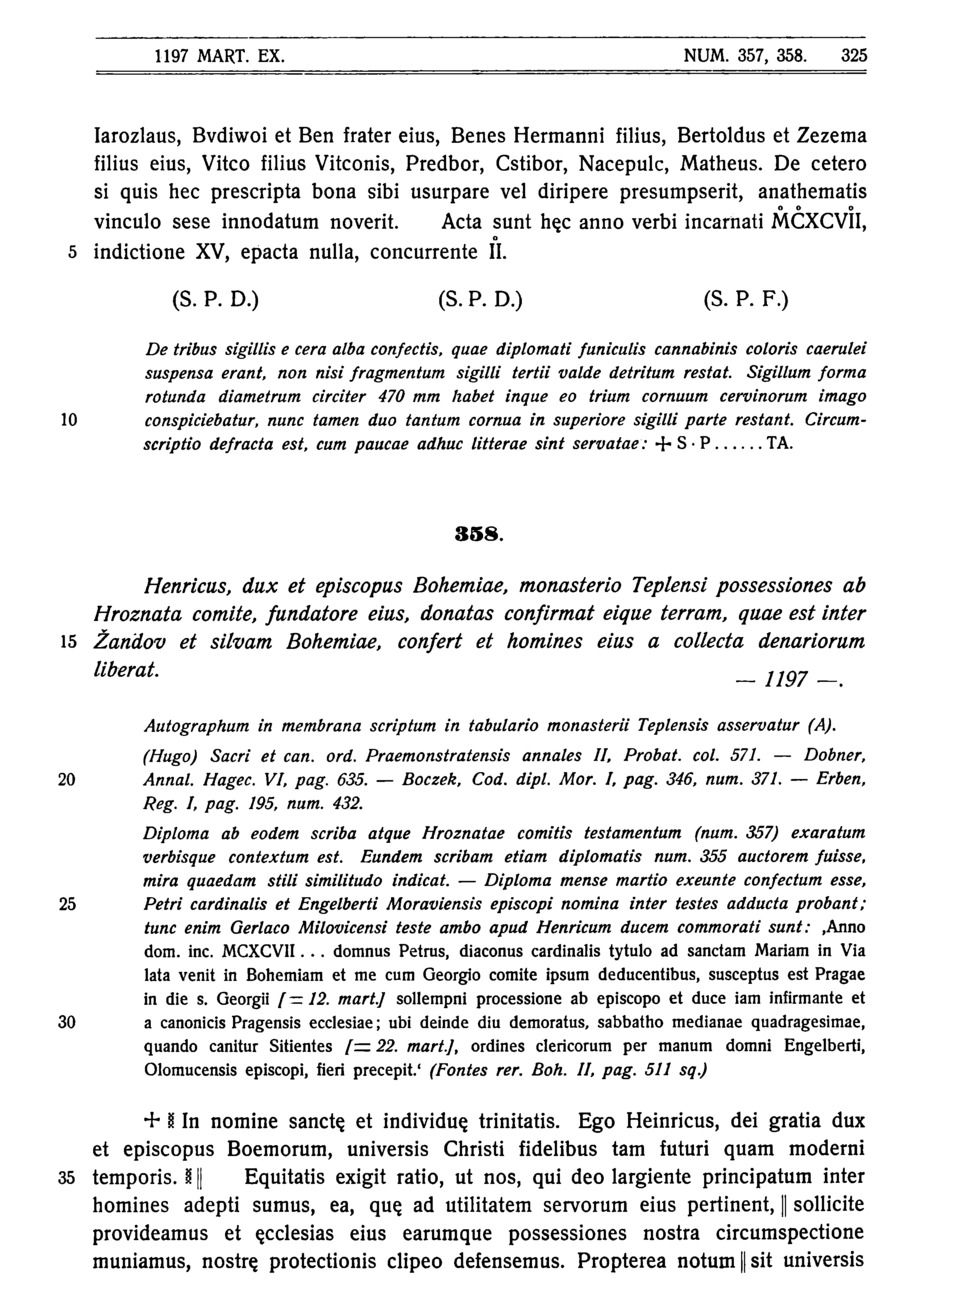 1197 MART. EX. NUM. 357, 358. 325
Iarozlaus, Bvdiwoi et Ben frater eius, Benes Hermanni filius, Bertoldus et Zezema
filius eius, Vitco filius Vitconis, Predbor, Cstibor, Nacepulc, Matheus. De cetero
si quis hec prescripta bona sibi usurpare vel diripere presumpserit, anathematis
vinculo sese innodatum noverit. Acta sunt hęc anno verbi incarnati M̊C̊XCVI̊I,
5 indictione XV, epacta nulla, concurrente I̊I.
(S. P. D.) (S. P. D.) (S. P. F.)
De tribus sigillis e cera alba confectis, quae diplomati funiculis cannabinis coloris caerulei
suspensa erant, non nisi fragmentum sigilli tertii valde detritum restat. Sigillum forma
rotunda diametrum circiter 470 mm habet inque eo trium cornuum cervinorum imago
10 conspiciebatur, nunc tamen duo tantum cornua in superiore sigilli parte restant. Circum-
scriptio defracta est, cum paucae adhuc litterae sint servatae: + S · P . . . . . . TA.
358.
Henricus, dux et episcopus Bohemiae, monasterio Teplensi possessiones ab
Hroznata comite, fundatore eius, donatas confirmat eique terram, quae est inter
15 Žandov et silvam Bohemiae, confert et homines eius a collecta denariorum
liberat.
— 1197 —.
Autographum in membrana scriptum in tabulario monasterii Teplensis asservatur (A).
(Hugo) Sacri et can. ord. Praemonstratensis annales II, Probat. col. 571. — Dobner,
20 Annal. Hagec. VI, pag. 635. — Boczek, Cod. dipl. Mor. I, pag. 346, num. 371. — Erben,
Reg. I, pag. 195, num. 432.
Diploma ab eodem scriba atque Hroznatae comitis testamentum (num. 357) exaratum
verbisque contextum est. Eundem scribam etiam diplomatis num. 355 auctorem fuisse,
mira quaedam stili similitudo indicat. — Diploma mense martio exeunte confectum esse,
25 Petri cardinalis et Engelberti Moraviensis episcopi nomina inter testes adducta probant;
tunc enim Gerlaco Milovicensi teste ambo apud Henricum ducem commorati sunt: ‚Anno
dom. inc. MCXCVII . . . domnus Petrus, diaconus cardinalis tytulo ad sanctam Mariam in Via
lata venit in Bohemiam et me cum Georgio comite ipsum deducentibus, susceptus est Pragae
in die s. Georgii [= 12. mart.] sollempni processione ab episcopo et duce iam infirmante et
30 a canonicis Pragensis ecclesiae; ubi deinde diu demoratus, sabbatho medianae quadragesimae,
quando canitur Sitientes [= 22. mart.], ordines clericorum per manum domni Engelberti,
Olomucensis episcopi, fieri precepit.‘ (Fontes rer. Boh. II, pag. 511 sq.)
+ ⸾ In nomine sanctę et individuę trinitatis. Ego Heinricus, dei gratia dux
et episcopus Boemorum, universis Christi fidelibus tam futuri quam moderni
35 temporis. ⸾ || Equitatis exigit ratio, ut nos, qui deo largiente principatum inter
homines adepti sumus, ea, quę ad utilitatem servorum eius pertinent, || sollicite
provideamus et ęcclesias eius earumque possessiones nostra circumspectione
muniamus, nostrę protectionis clipeo defensemus. Propterea notum || sit universis